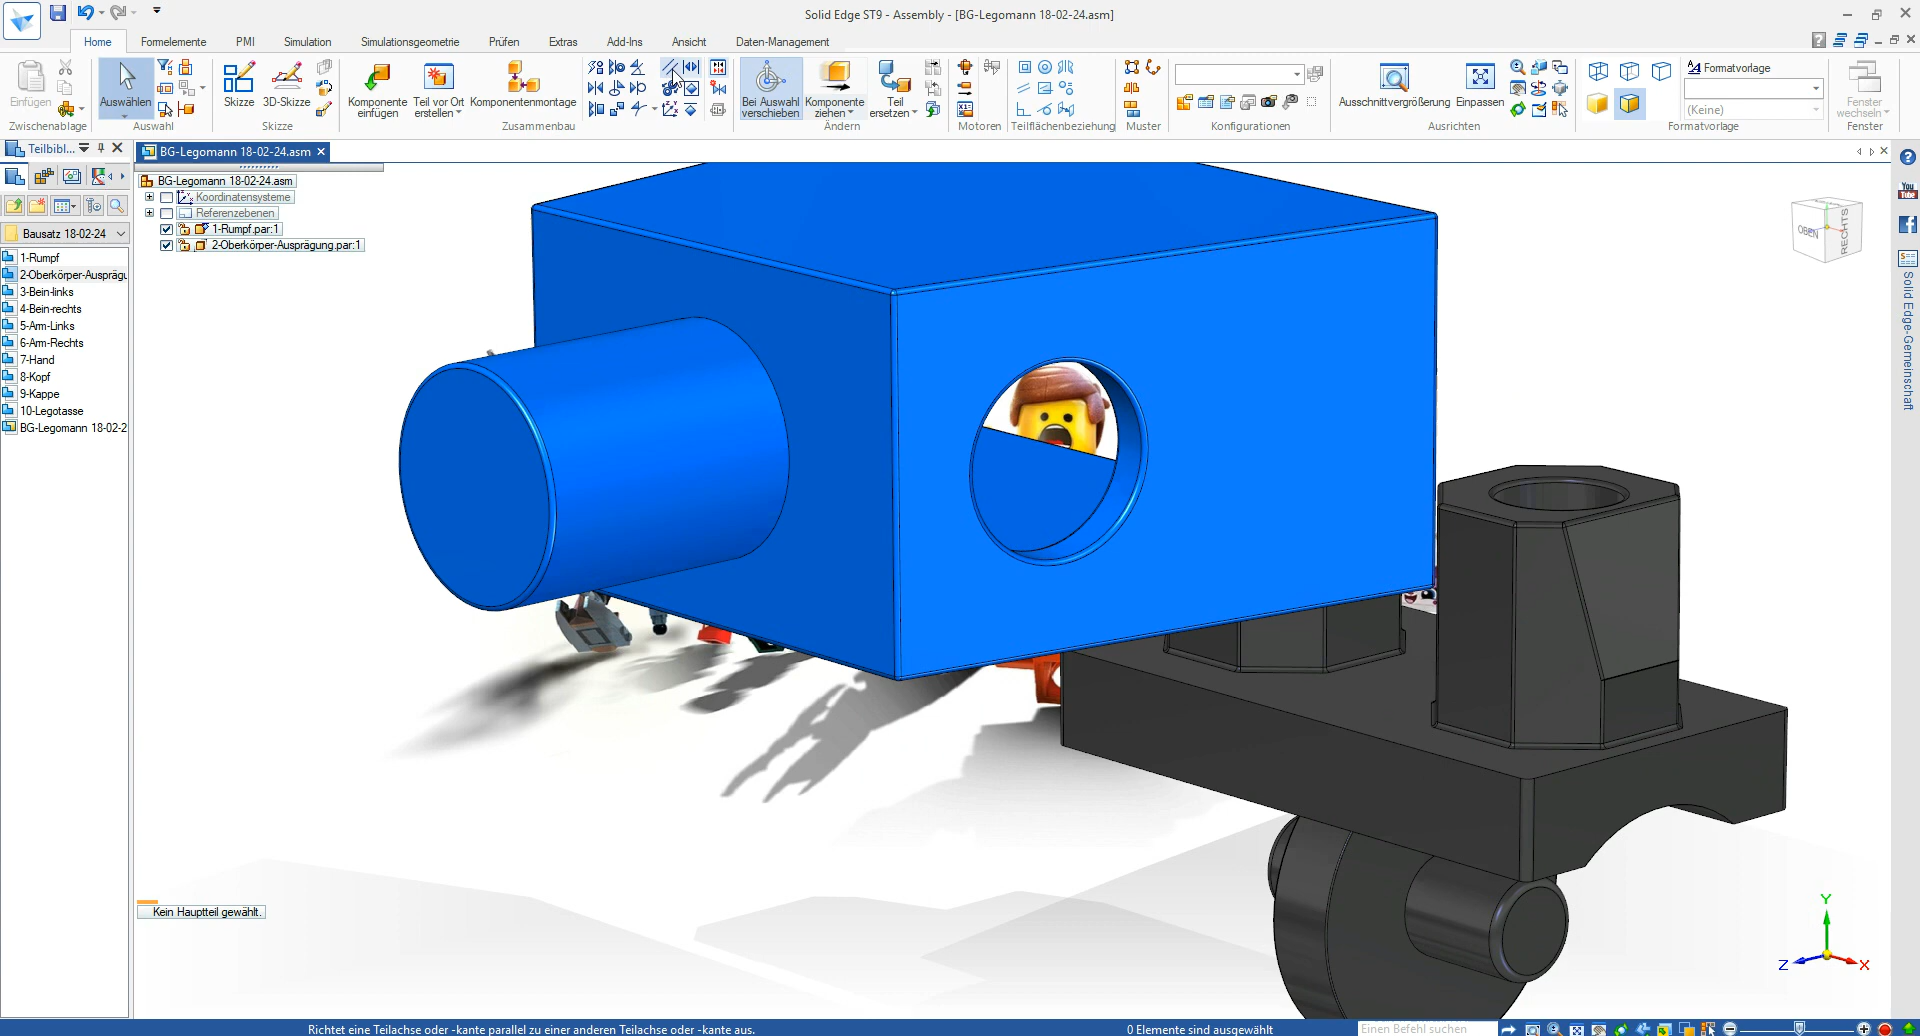 Solid Edge ST9 - Assembly - [BG-Legomann 18-02-24.asm]
Home Formelemente PMI Simulation Simulationsgeometrie Prüfen Extras Add-Ins Ansicht Daten-Management
Einfügen
Zwischenablage
Auswählen
Auswahl
Skizze 3D-Skizze
Skizze
Komponente einfügen
Teil vor Ort erstellen
Komponentenmontage
Zusammenbau
Bei Auswahl verschieben
Komponente ziehen
Teil ersetzen
Ändern
Motoren
Teilflächenbeziehung
Muster
Konfigurationen
Ausschnittvergrößerung Einpassen
Ausrichten
Formatvorlage
(Keine)
Formatvorlage
Fenster wechseln
Fenster
Teilbibl...
BG-Legomann 18-02-24.asm
BG-Legomann 18-02-24.asm
Koordinatensysteme
Referenzebenen
1-Rumpf.par:1
2-Oberkörper-Ausprägung.par:1
Bausatz 18-02-24
1-Rumpf
2-Oberkörper-Auspräg
3-Bein-links
4-Bein-rechts
5-Arm-Links
6-Arm-Rechts
7-Hand
8-Kopf
9-Kappe
10-Legotasse
BG-Legomann 18-02-2
OBEN
RECHTS
You
Tube
Solid Edge-Gemeinschaft
Kein Hauptteil gewählt.
Y
Z
X
Richtet eine Teilachse oder -kante parallel zu einer anderen Teilachse oder -kante aus.
0 Elemente sind ausgewählt
Einen Befehl suchen